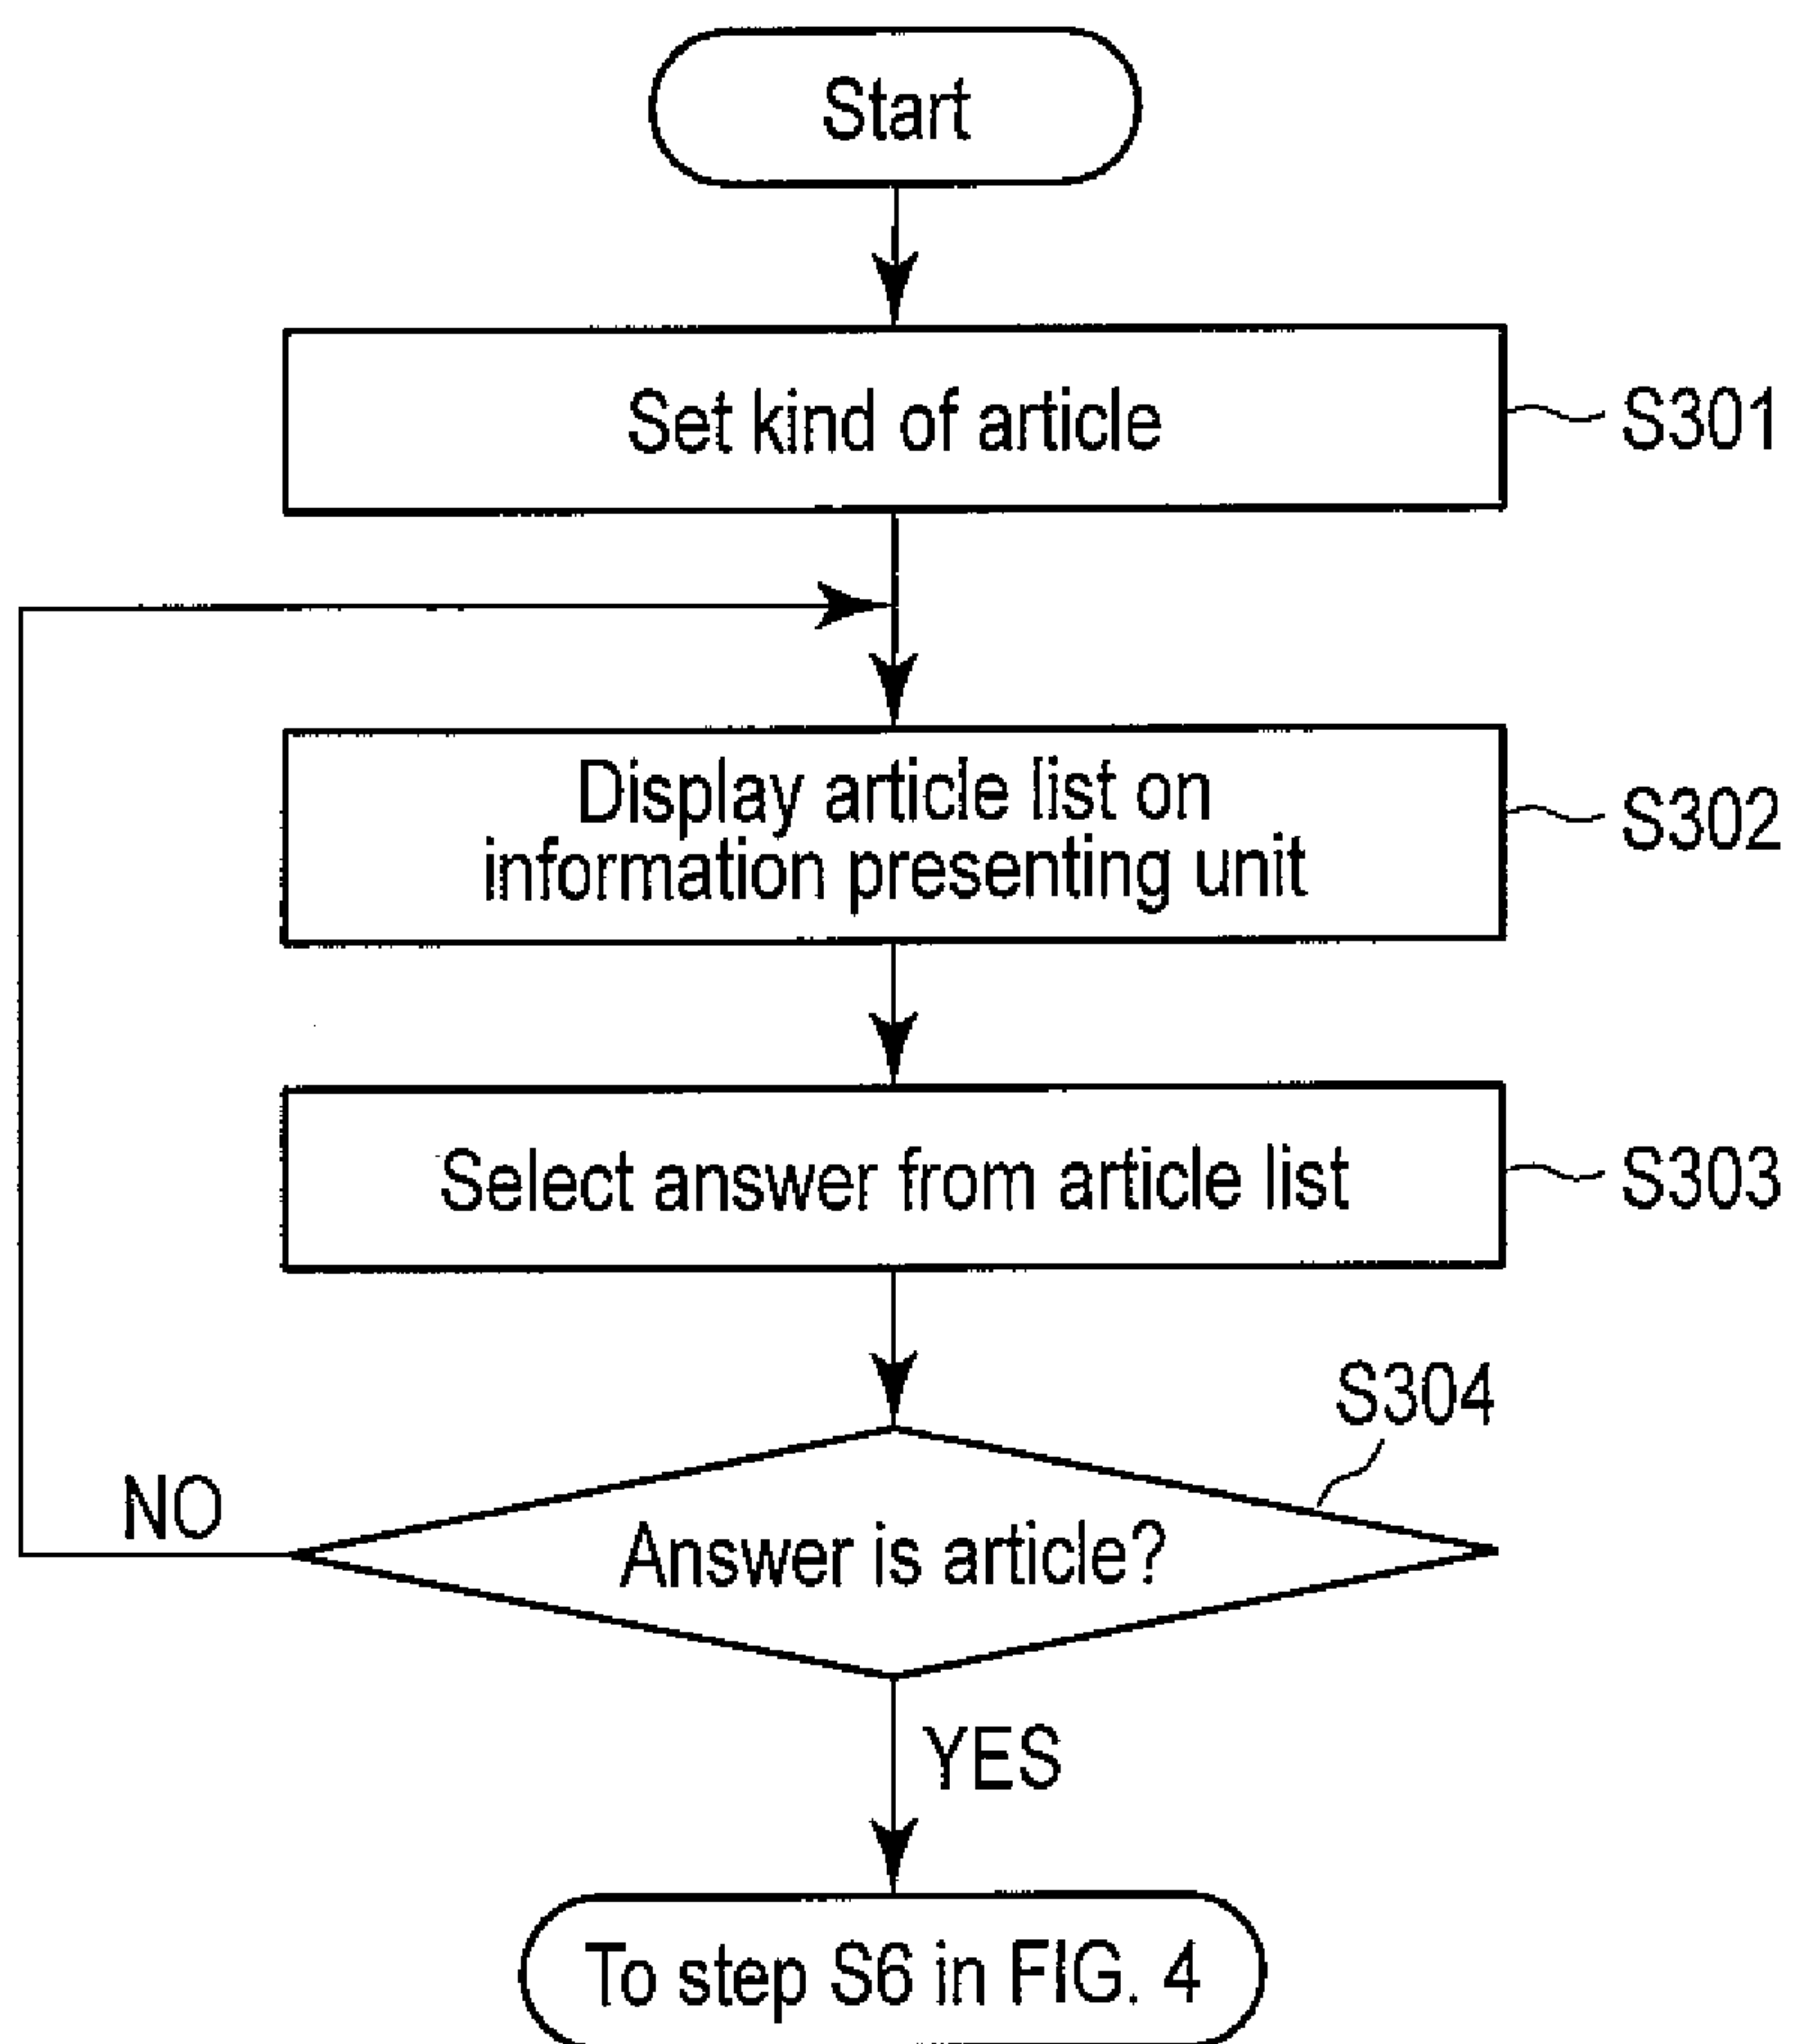 Start
Set kind of article
S301
Display article list on
information presenting unit
S302
Select answer from article list
S303
S304
NO
Answer is article?
YES
To step S6 in FIG. 4